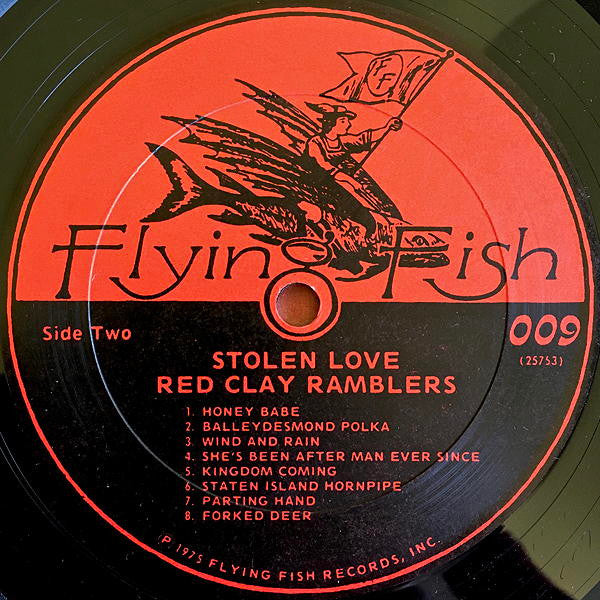 FF
Flying Fish
Side Two
009
(25753)
STOLEN LOVE
RED CLAY RAMBLERS
1. HONEY BABE
2. BALLEYDESMOND POLKA
3. WIND AND RAIN
4. SHE'S BEEN AFTER MAN EVER SINCE
5. KINGDOM COMING
6. STATEN ISLAND HORNPIPE
7. PARTING HAND
8. FORKED DEER
P. 1975 FLYING FISH RECORDS, INC.